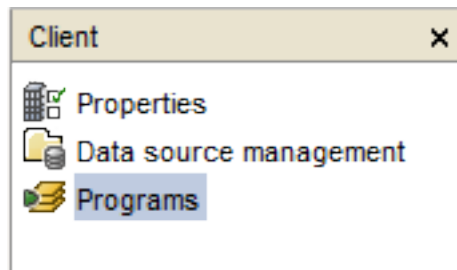 Client
Properties
Data source management
Programs